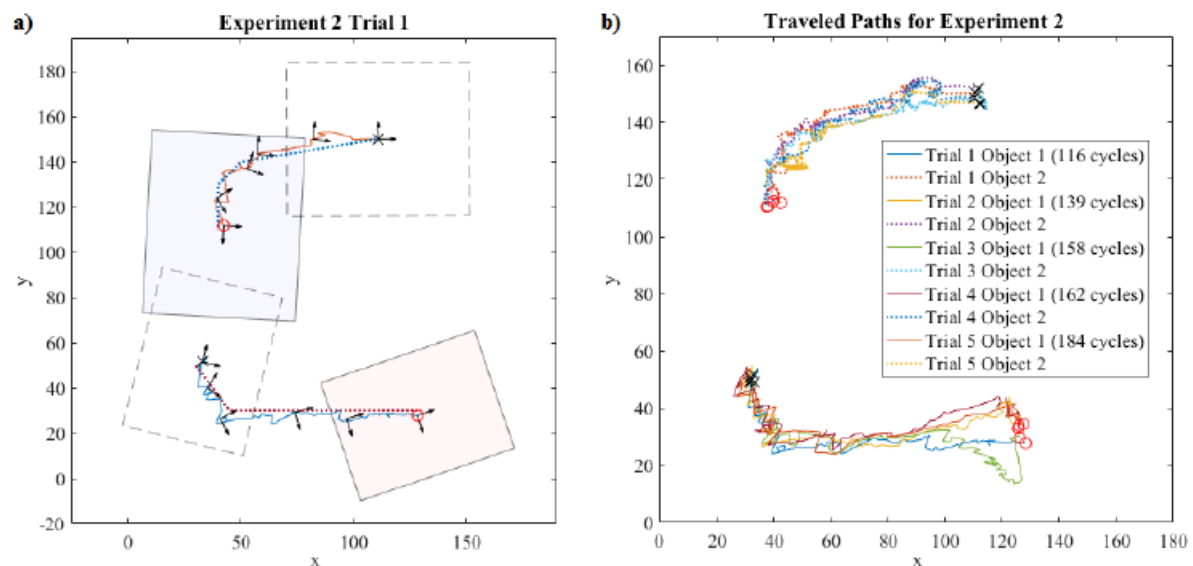 a)
Experiment 2 Trial 1
180
160
140
120
100
80
60
40
20
0
-20
y
0
50
100
150
x
b)
Traveled Paths for Experiment 2
160
140
120
100
80
60
40
20
0
y
Trial 1 Object 1 (116 cycles)
Trial 1 Object 2
Trial 2 Object 1 (139 cycles)
Trial 2 Object 2
Trial 3 Object 1 (158 cycles)
Trial 3 Object 2
Trial 4 Object 1 (162 cycles)
Trial 4 Object 2
Trial 5 Object 1 (184 cycles)
Trial 5 Object 2
0
20
40
60
80
100
120
140
160
180
x